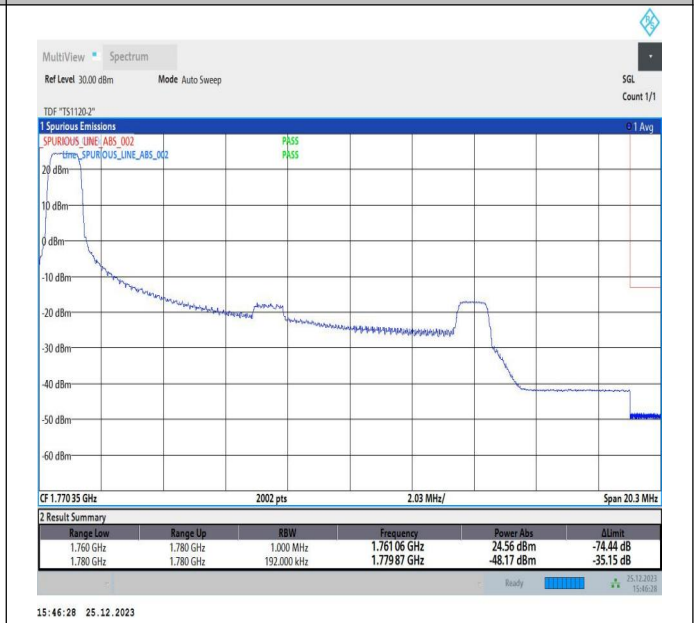 R S
MultiView Spectrum
Ref Level 30.00 dBm Mode Auto Sweep SGL
Count 1/1
TDF "TS1120-2"
1 Spurious Emissions 1 Avg
SPURIOUS_LINE_ABS_002 PASS
Line _SPURIOUS_LINE_ABS_002 PASS
20 dBm
10 dBm
0 dBm
-10 dBm
-20 dBm
-30 dBm
-40 dBm
-50 dBm
-60 dBm
CF 1.770 35 GHz 2002 pts 2.03 MHz/ Span 20.3 MHz
2 Result Summary
Range Low Range Up RBW Frequency Power Abs ΔLimit
1.760 GHz 1.780 GHz 1.000 MHz 1.761 06 GHz 24.56 dBm -74.44 dB
1.780 GHz 1.780 GHz 192.000 kHz 1.779 87 GHz -48.17 dBm -35.15 dB
Ready 25.12.2023
15:46:28
15:46:28 25.12.2023